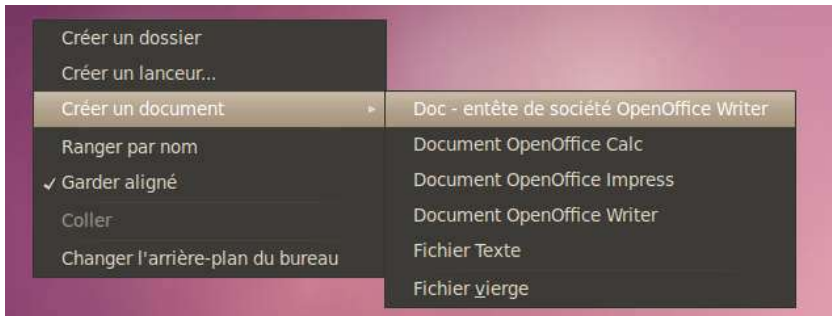 Créer un dossier
Créer un lanceur...
Créer un document
Ranger par nom
Garder aligné
Coller
Changer l'arrière-plan du bureau
Doc - entête de société OpenOffice Writer
Document OpenOffice Calc
Document OpenOffice Impress
Document OpenOffice Writer
Fichier Texte
Fichier vierge